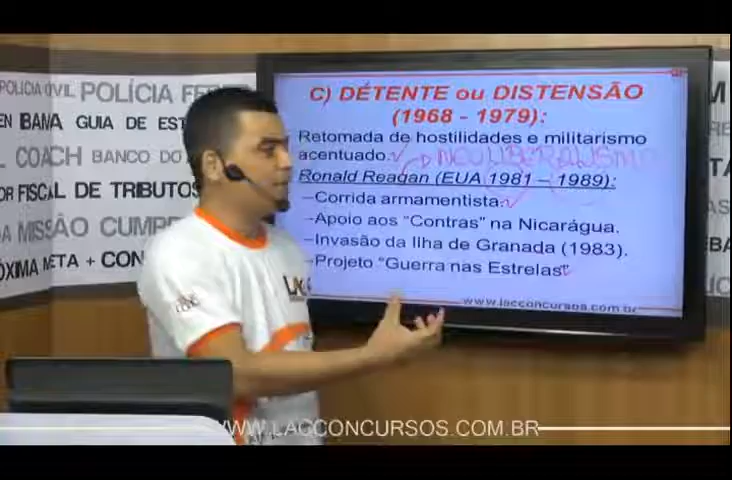 POLÍCIA CIVIL POLÍCIA FE
BAMA GUIA DE EST
COACH BANCO DO
FISCAL DE TRIBUTOS
MISSÃO CUMPR
META + CON
C) DÉTENTE ou DISTENSÃO
(1968 - 1979):
Retomada de hostilidades e militarismo
acentuado.
NEOLIBERALISMO
Ronald Reagan (EUA 1981 – 1989):
-Corrida armamentista.
-Apoio aos "Contras" na Nicarágua.
-Invasão da Ilha de Granada (1983).
-Projeto "Guerra nas Estrelas"
www.lacconcursos.com.br
WWW.LACCONCURSOS.COM.BR